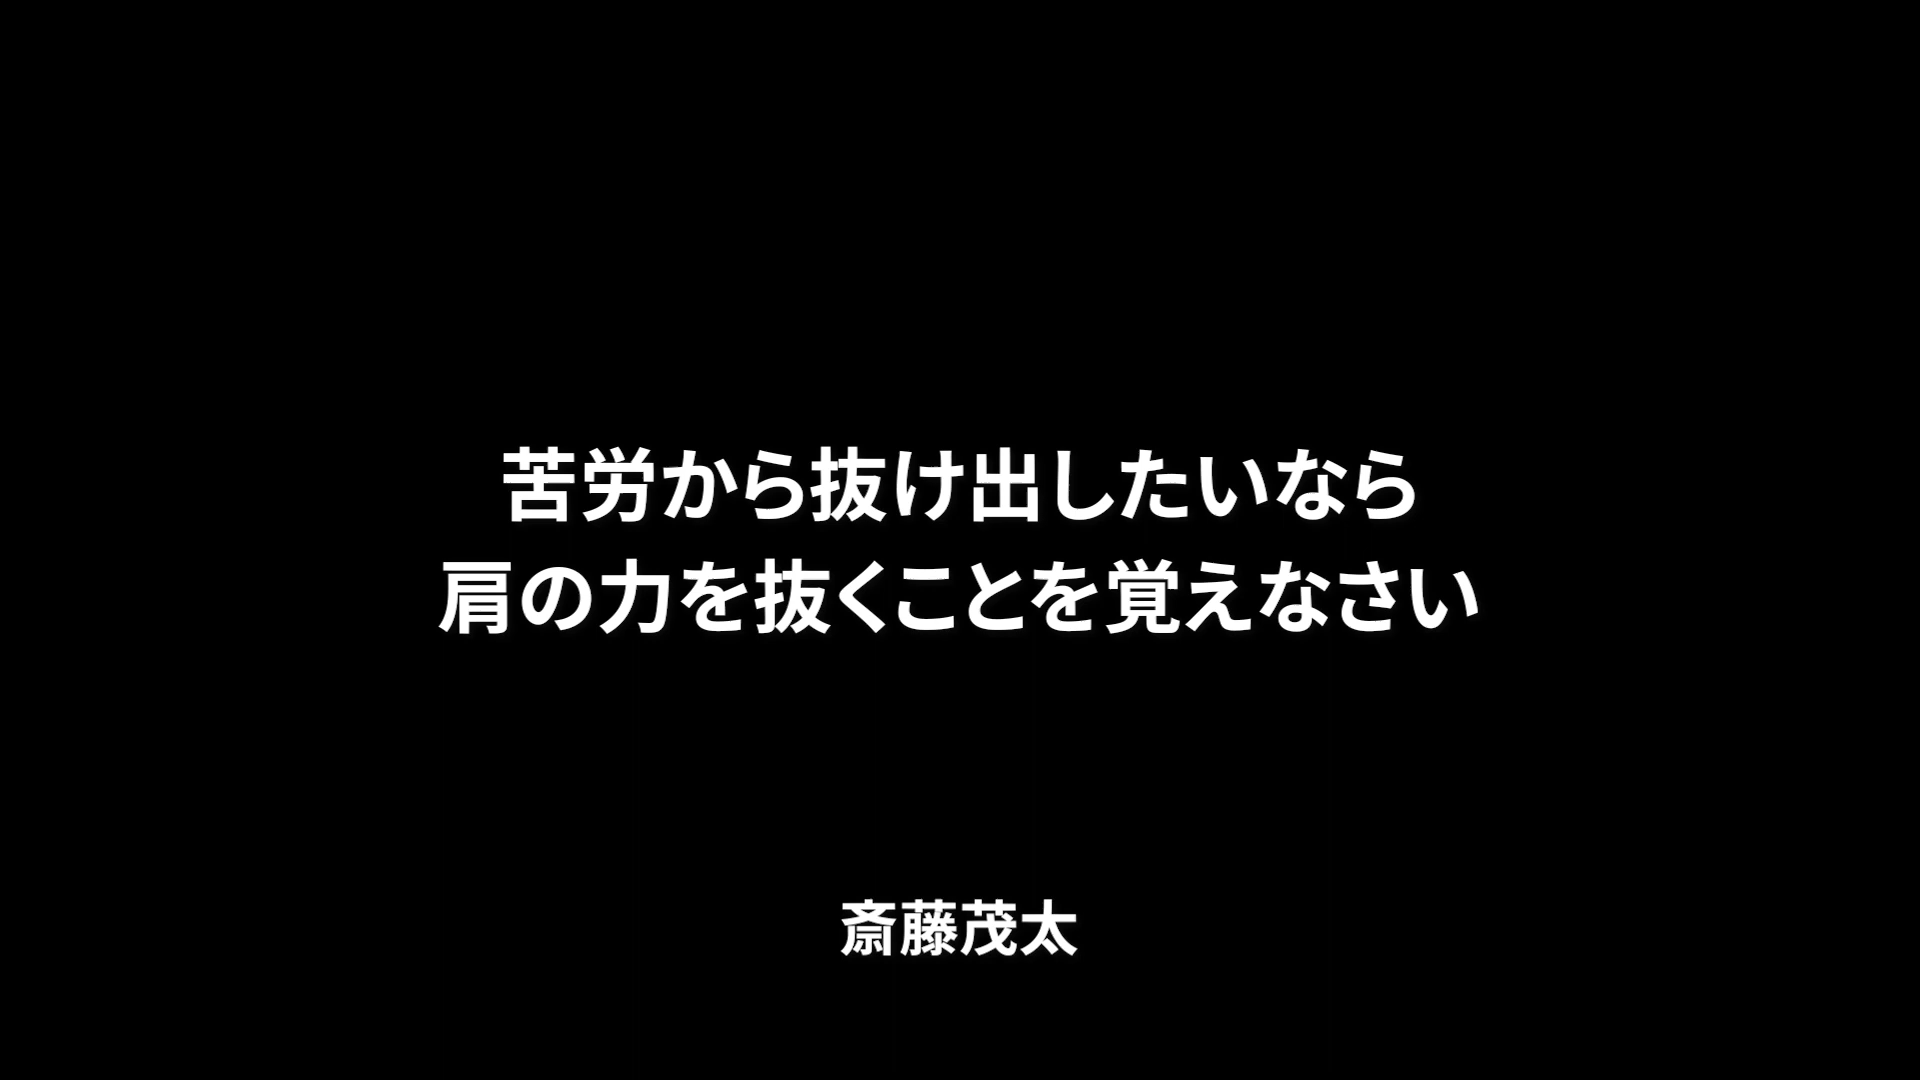 苦労から抜け出したいなら
肩の力を抜くことを覚えなさい
斎藤茂太